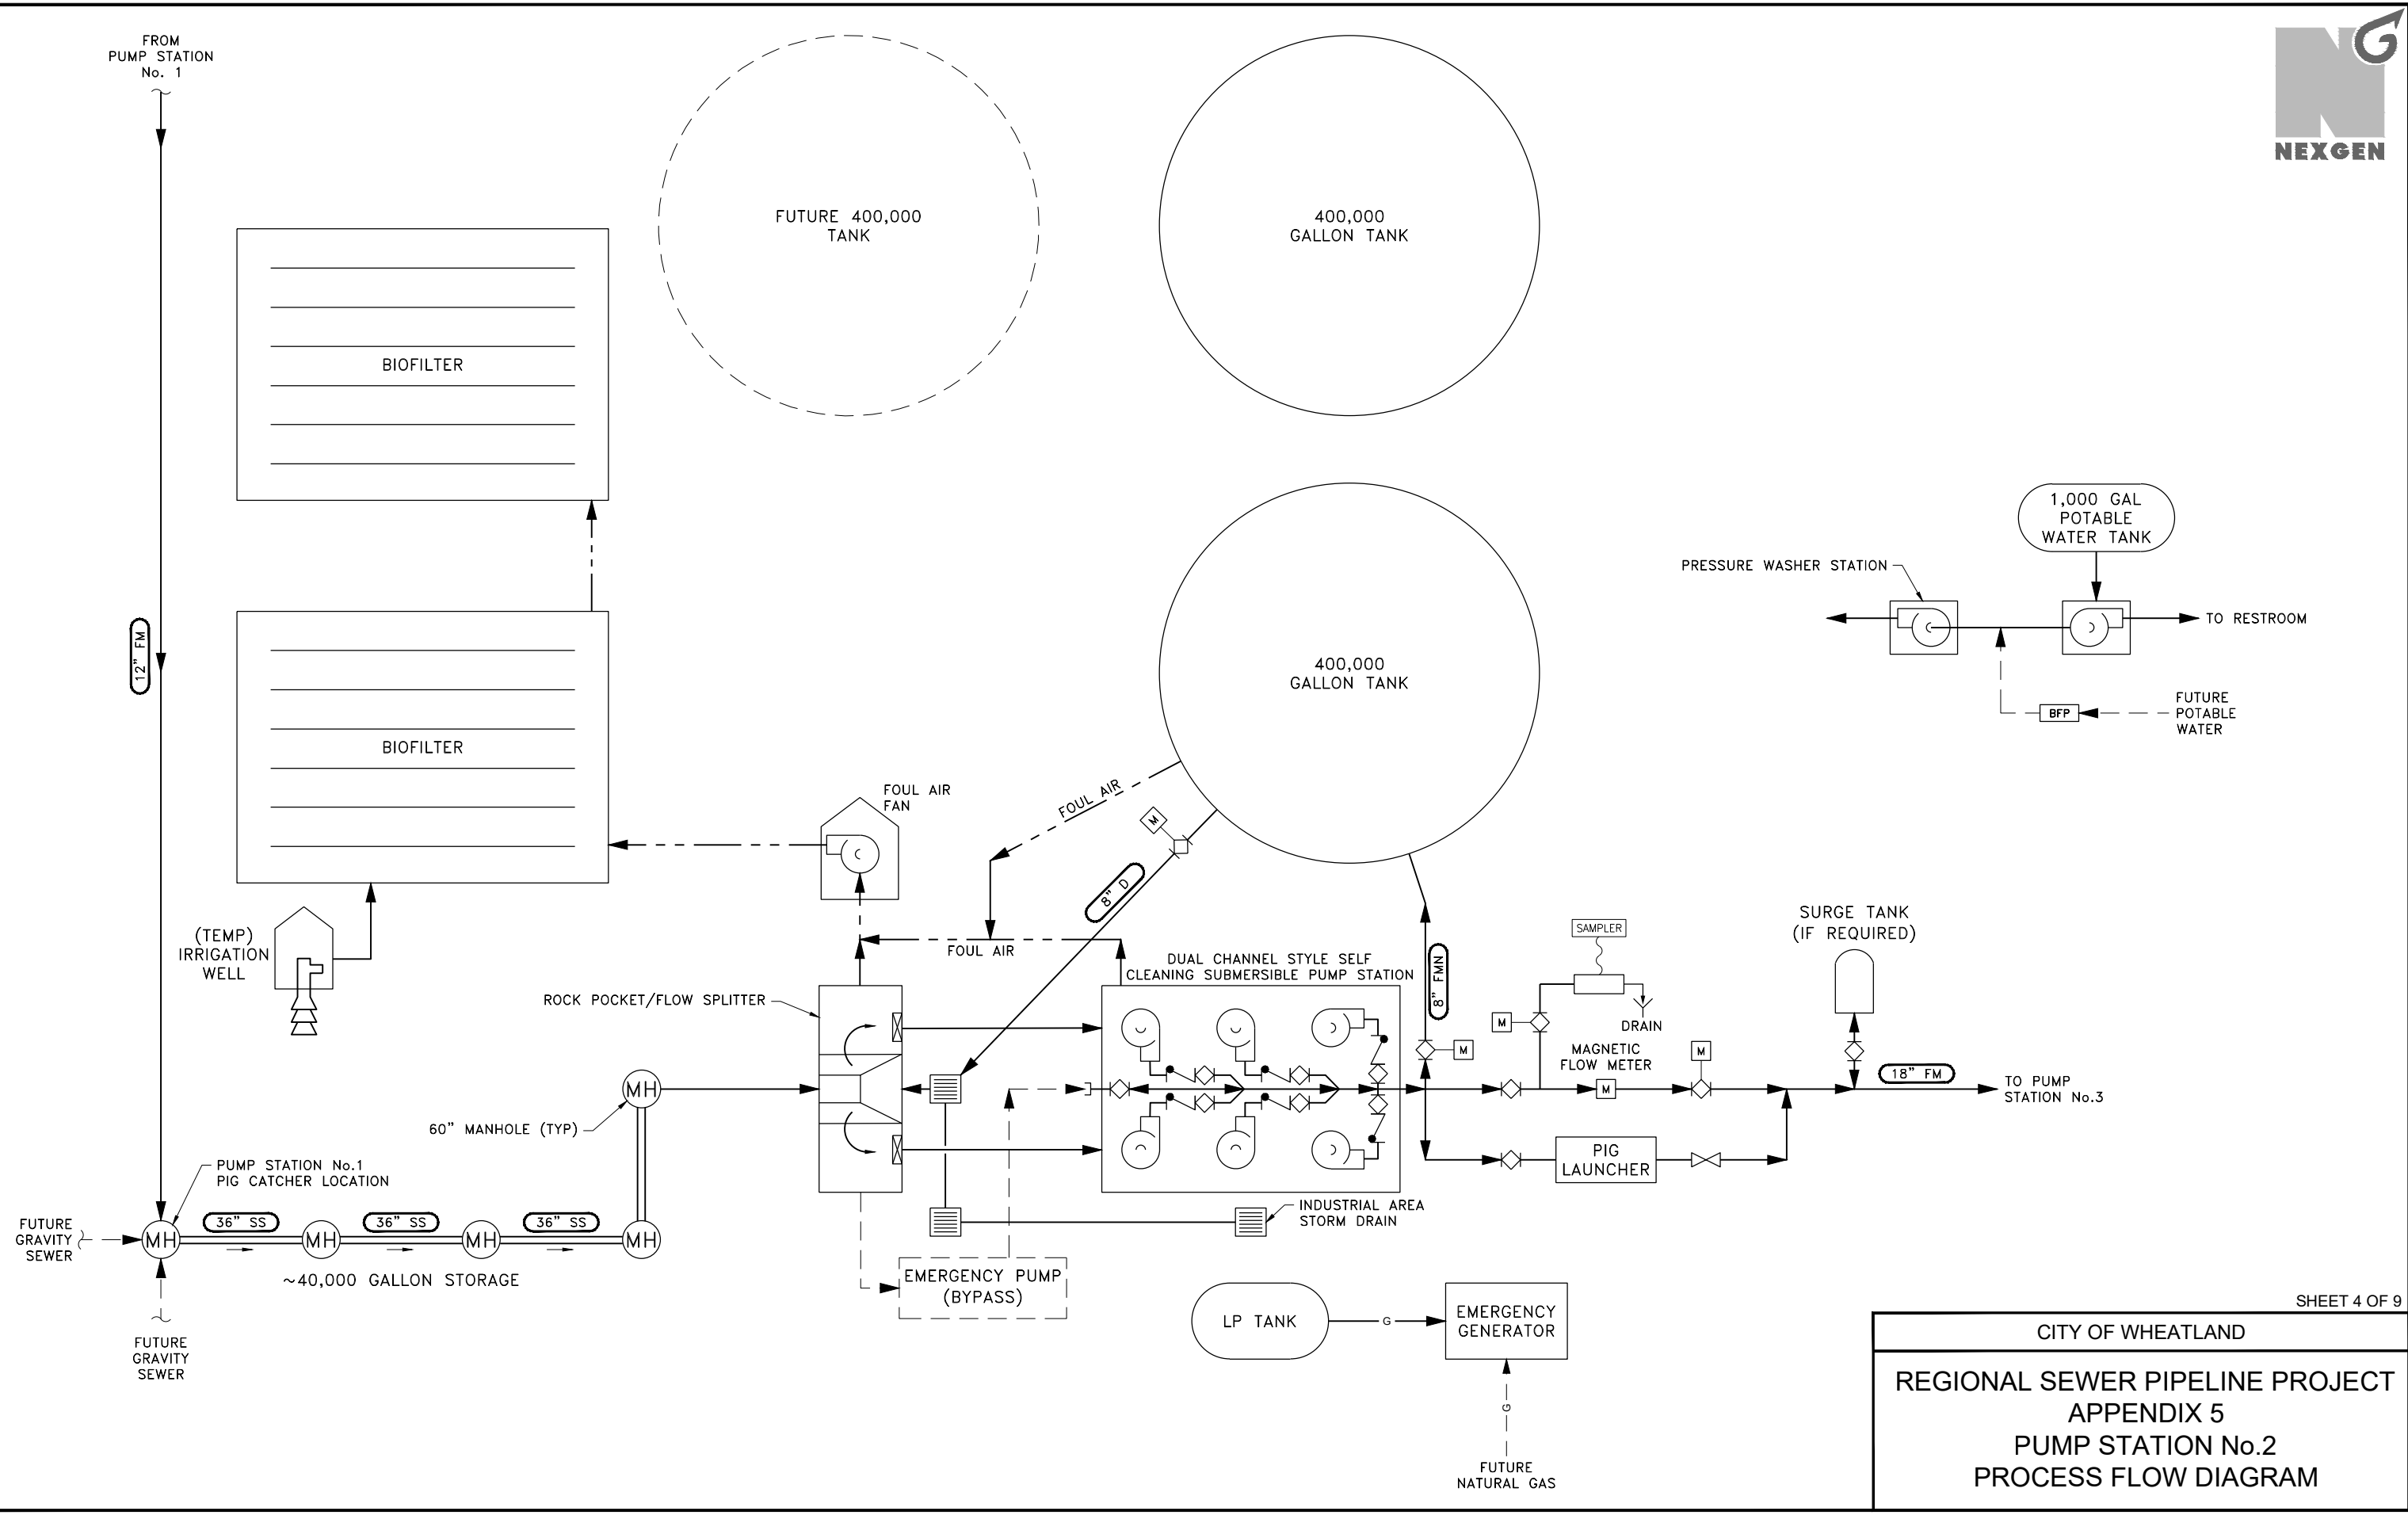 FROM
PUMP STATION
No. 1
FUTURE 400,000
TANK
400,000
GALLON TANK
NG
NEXGEN
BIOFILTER
1,000 GAL
POTABLE
WATER TANK
PRESSURE WASHER STATION
TO RESTROOM
12" FM
400,000
GALLON TANK
FUTURE
POTABLE
WATER
BFP
BIOFILTER
FOUL AIR
FAN
FOUL AIR
M
8" D
(TEMP)
IRRIGATION
WELL
FOUL AIR
DUAL CHANNEL STYLE SELF
CLEANING SUBMERSIBLE PUMP STATION
8" FMN
SAMPLER
SURGE TANK
(IF REQUIRED)
ROCK POCKET/FLOW SPLITTER
M
M
DRAIN
MAGNETIC
FLOW METER
M
M
18" FM
TO PUMP
STATION No.3
MH
60" MANHOLE (TYP)
PIG
LAUNCHER
PUMP STATION No.1
PIG CATCHER LOCATION
INDUSTRIAL AREA
STORM DRAIN
FUTURE
GRAVITY
SEWER
MH
36" SS
MH
36" SS
MH
36" SS
MH
~40,000 GALLON STORAGE
EMERGENCY PUMP
(BYPASS)
LP TANK
G
EMERGENCY
GENERATOR
FUTURE
GRAVITY
SEWER
G
FUTURE
NATURAL GAS
SHEET 4 OF 9
CITY OF WHEATLAND
REGIONAL SEWER PIPELINE PROJECT
APPENDIX 5
PUMP STATION No.2
PROCESS FLOW DIAGRAM